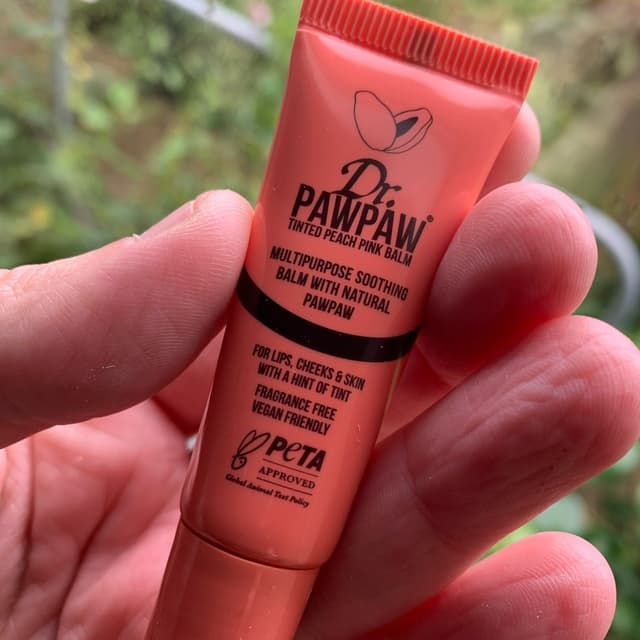 Dr.
PAWPAW®
TINTED PEACH PINK BALM
MULTIPURPOSE SOOTHING
BALM WITH NATURAL
PAWPAW
FOR LIPS, CHEEKS & SKIN
WITH A HINT OF TINT
FRAGRANCE FREE
VEGAN FRIENDLY
PETA
APPROVED
Global Animal Test Policy